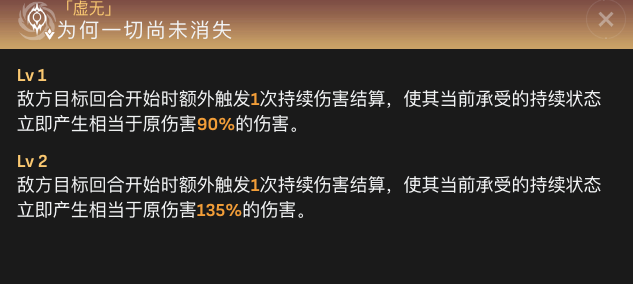 「虚无」
为何一切尚未消失
Lv 1
敌方目标回合开始时额外触发1次持续伤害结算，使其当前承受的持续状态
立即产生相当于原伤害90%的伤害。
Lv 2
敌方目标回合开始时额外触发1次持续伤害结算，使其当前承受的持续状态
立即产生相当于原伤害135%的伤害。